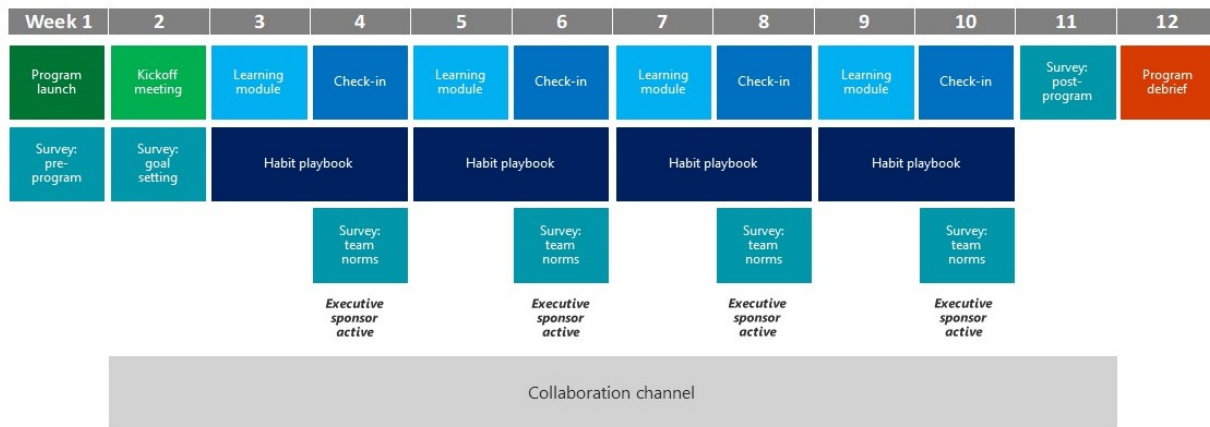 Week 1 2 3 4 5 6 7 8 9 10 11 12
Program
launch
Kickoff
meeting
Learning
module
Check-in
Learning
module
Check-in
Learning
module
Check-in
Learning
module
Check-in
Survey:
post-
program
Program
debrief
Survey:
pre-
program
Survey:
goal
setting
Habit playbook
Habit playbook
Habit playbook
Habit playbook
Survey:
team
norms
Survey:
team
norms
Survey:
team
norms
Survey:
team
norms
Executive
sponsor
active
Executive
sponsor
active
Executive
sponsor
active
Executive
sponsor
active
Collaboration channel